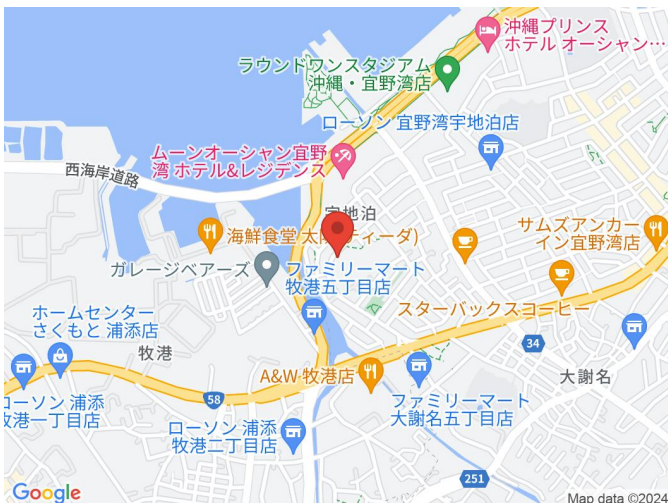 沖縄プリンス
ホテル オーシャン…
ラウンドワンスタジアム
沖縄・宜野湾店
ローソン 宜野湾宇地泊店
ムーンオーシャン宜野
湾 ホテル&レジデンス
西海岸道路
宇地泊
サムズアンカー
イン宜野湾店
海鮮食堂 太陽(ティーダ)
ガレージベアーズ
ファミリーマート
牧港五丁目店
スターバックスコーヒー
ホームセンター
さくもと 浦添店
牧港
34
大謝名
A&W 牧港店
58
ローソン 浦添
牧港一丁目店
ファミリーマート
大謝名五丁目店
ローソン 浦添
牧港二丁目店
251
Google
Map data ©2024